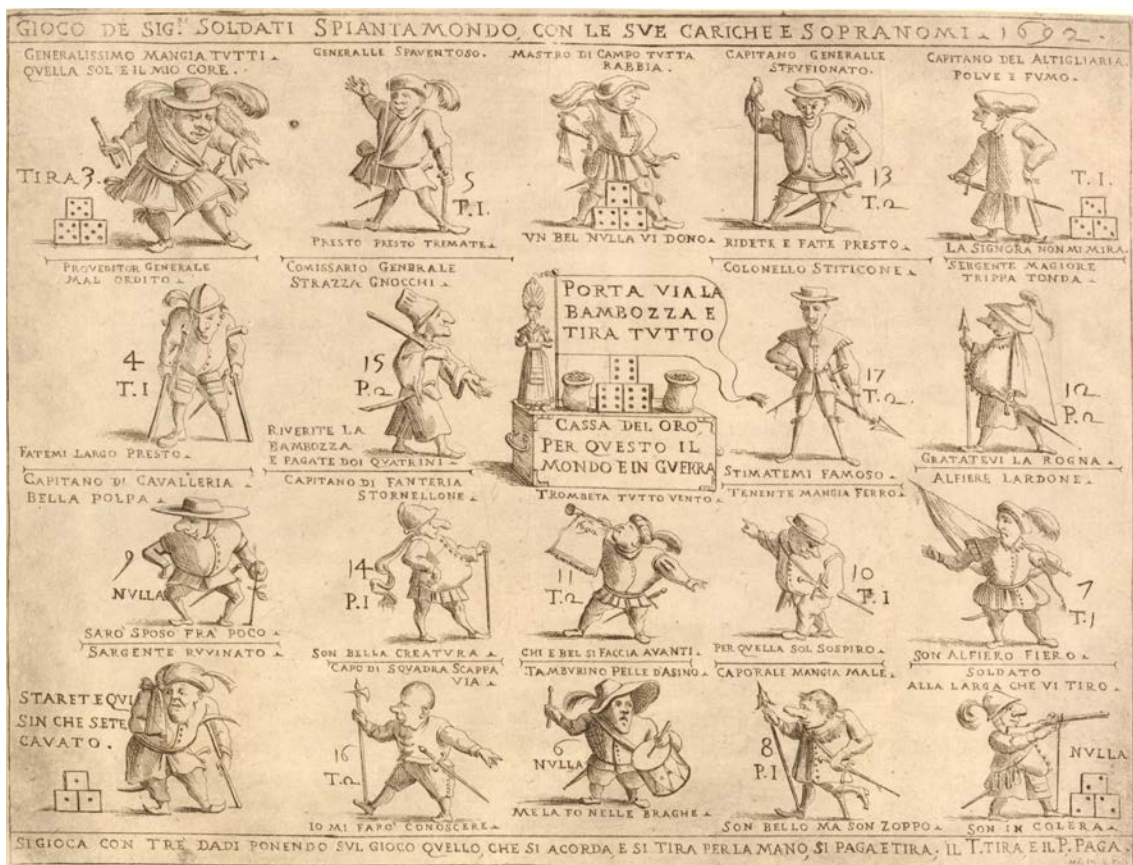 GIOCO DE SIG.RI SOLDATI SPIANTAMONDO, CON LE SVE CARICHE E SOPRANOMI. 1692.
GENERALISSIMO MANGIA TVTTI.
QVELLA SOL E IL MIO CORE.
TIRA 3.
GENERALLE SPAVENTOSO.
5
T.I.
PRESTO PRESTO TREMATE.
MASTRO DI CAMPO TVTTA
RABBIA.
VN BEL NVLLA VI DONO.
CAPITANO GENERALLE
STRVFIONATO.
13
T.2
RIDETE E FATE PRESTO.
CAPITANO DEL ALTIGLIARIA.
POLVE E FVMO.
T.I.
LA SIGNORA NON MI MIRA.
PROVEDITOR GENERALE
MAL ORDITO.
4
T.I
FATEMI LARGO PRESTO.
COMISSARIO GENERALE
STRAZZA GNOCCHI.
15
P.2
RIVERITE LA
BAMBOZZA
E PAGATE DOI QVATRINI
PORTA VIA LA
BAMBOZZA E
TIRA TVTTO
CASSA DEL ORO,
PER QVESTO IL
MONDO E IN GVERRA
COLONELLO STITICONE.
17
T.2.
STIMATEMI FAMOSO.
SERGENTE MAGIORE
TRIPPA TONDA.
12
P.2
GRATATEVI LA ROGNA.
CAPITANO DI CAVALLERIA
BELLA POLPA.
9
NVLLA
SARO SPOSO FRA POCO.
CAPITANO DI FANTERIA
STORNELLONE.
14
P.I
SON BELLA CREATVRA.
TROMBETA TVTTO VENTO.
11
T.2
CHI E BEL SI FACCIA AVANTI.
TENENTE MANGIA FERRO.
10
T.I
PER QVELLA SOL SOSPIRO.
ALFIERE LARDONE.
7
T.I
SON ALFIERO FIERO.
SARGENTE RVVINATO.
STARETE QVI
SIN CHE SETE
CAVATO.
CAPO DI SQVADRA SCAPPA
VIA.
16
T.2
IO MI FARO CONOSCERE.
TAMBVRINO PELLE D'ASINO.
6
NVLLA
ME LA FO NELLE BRAGHE.
CAPORALE MANGIA MALE.
8
P.I
SON BELLO MA SON ZOPPO.
SOLDATO
ALLA LARGA CHE VI TIRO.
NVLLA
SON IN COLERA.
SI GIOCA CON TRE DADI PONENDO SVL GIOCO QVELLO, CHE SI ACORDA, E SI TIRA PER LA MANO, SI PAGA E TIRA. IL T. TIRA E IL P. PAGA.